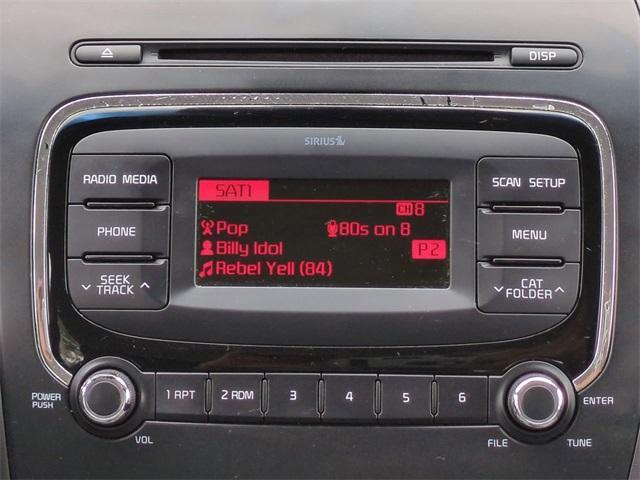 DISP
SIRIUS
RADIO MEDIA
PHONE
SEEK
TRACK
SAT1
CH 8
Pop
80s on 8
Billy Idol
P2
Rebel Yell (84)
SCAN SETUP
MENU
CAT
FOLDER
POWER
PUSH
VOL
1 RPT
2 RDM
3
4
5
6
ENTER
FILE
TUNE